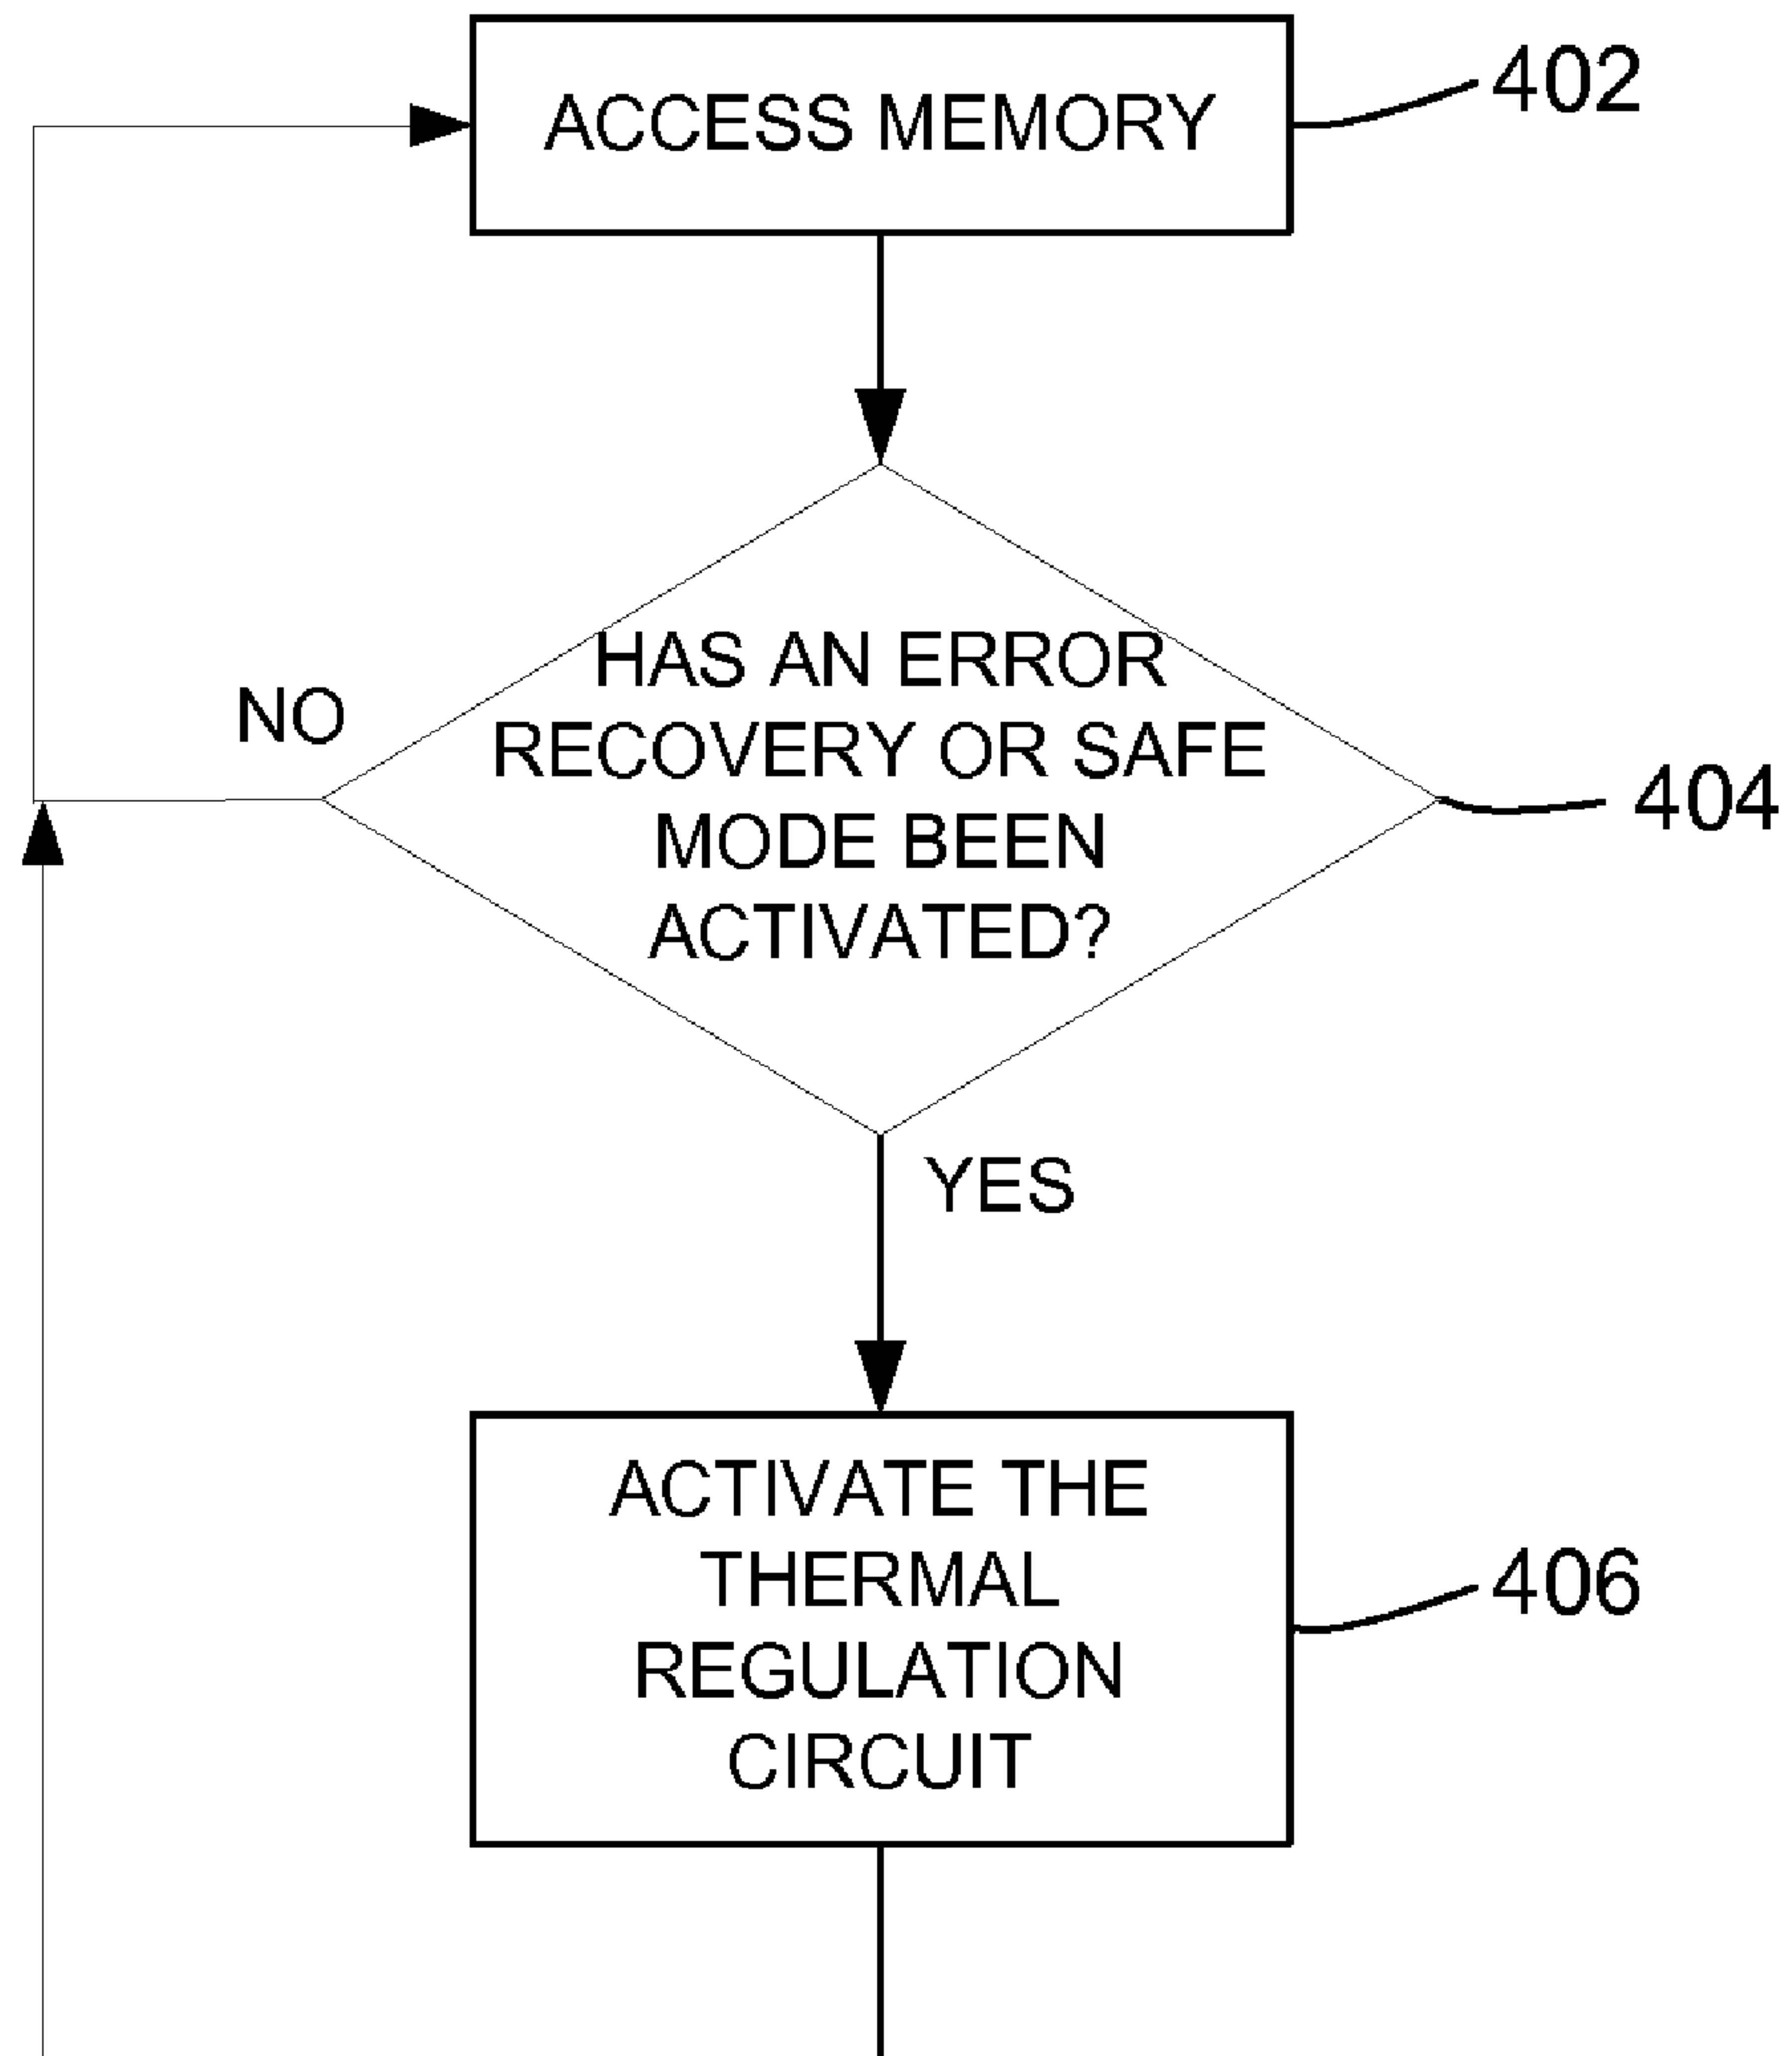 ACCESS MEMORY
402
HAS AN ERROR
RECOVERY OR SAFE
MODE BEEN
ACTIVATED?
NO
404
YES
ACTIVATE THE
THERMAL
REGULATION
CIRCUIT
406